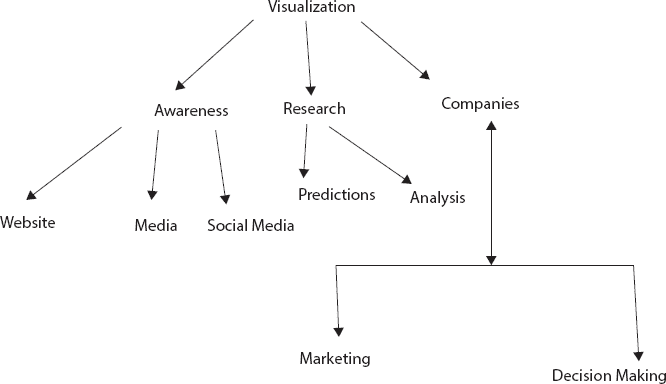 Visualization
Awareness
Research
Companies
Website
Media
Social Media
Predictions
Analysis
Marketing
Decision Making